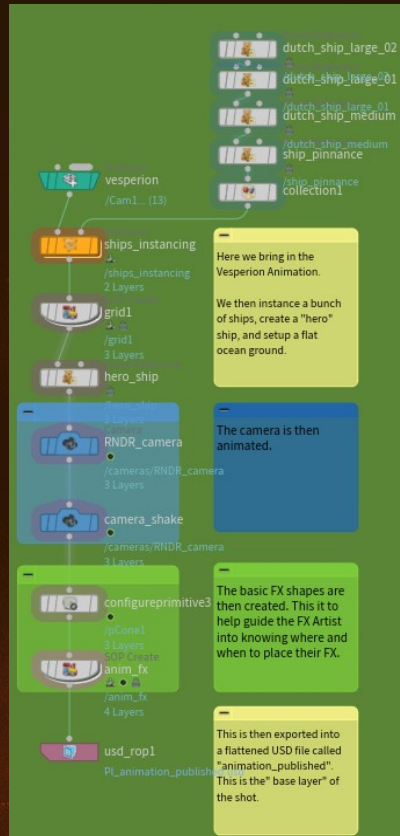 dutch_ship_large_02
dutch_ship_large_01
/dutch_ship_large_01
dutch_ship_medium
/dutch_ship_medium
ship_pinnance
/ship_pinnance
collection1
vesperion
/Cam1... (13)
ships_instancing
/ships_instancing
2 Layers
Here we bring in the
Vesperion Animation.
We then instance a bunch
of ships, create a "hero"
ship, and setup a flat
ocean ground.
grid1
/grid1
3 Layers
hero_ship
3 Layers
The camera is then
animated.
RNDR_camera
/cameras/RNDR_camera
3 Layers
camera_shake
/cameras/RNDR_camera
3 Layers
The basic FX shapes are
then created. This it to
help guide the FX Artist
into knowing where and
when to place their FX.
configureprimitive3
/pCone1
3 Layers
SOP Create
anim_fx
/anim_fx
4 Layers
This is then exported into
a flattened USD file called
"animation_published".
This is the" base layer" of
the shot.
usd_rop1
PI_animation_published